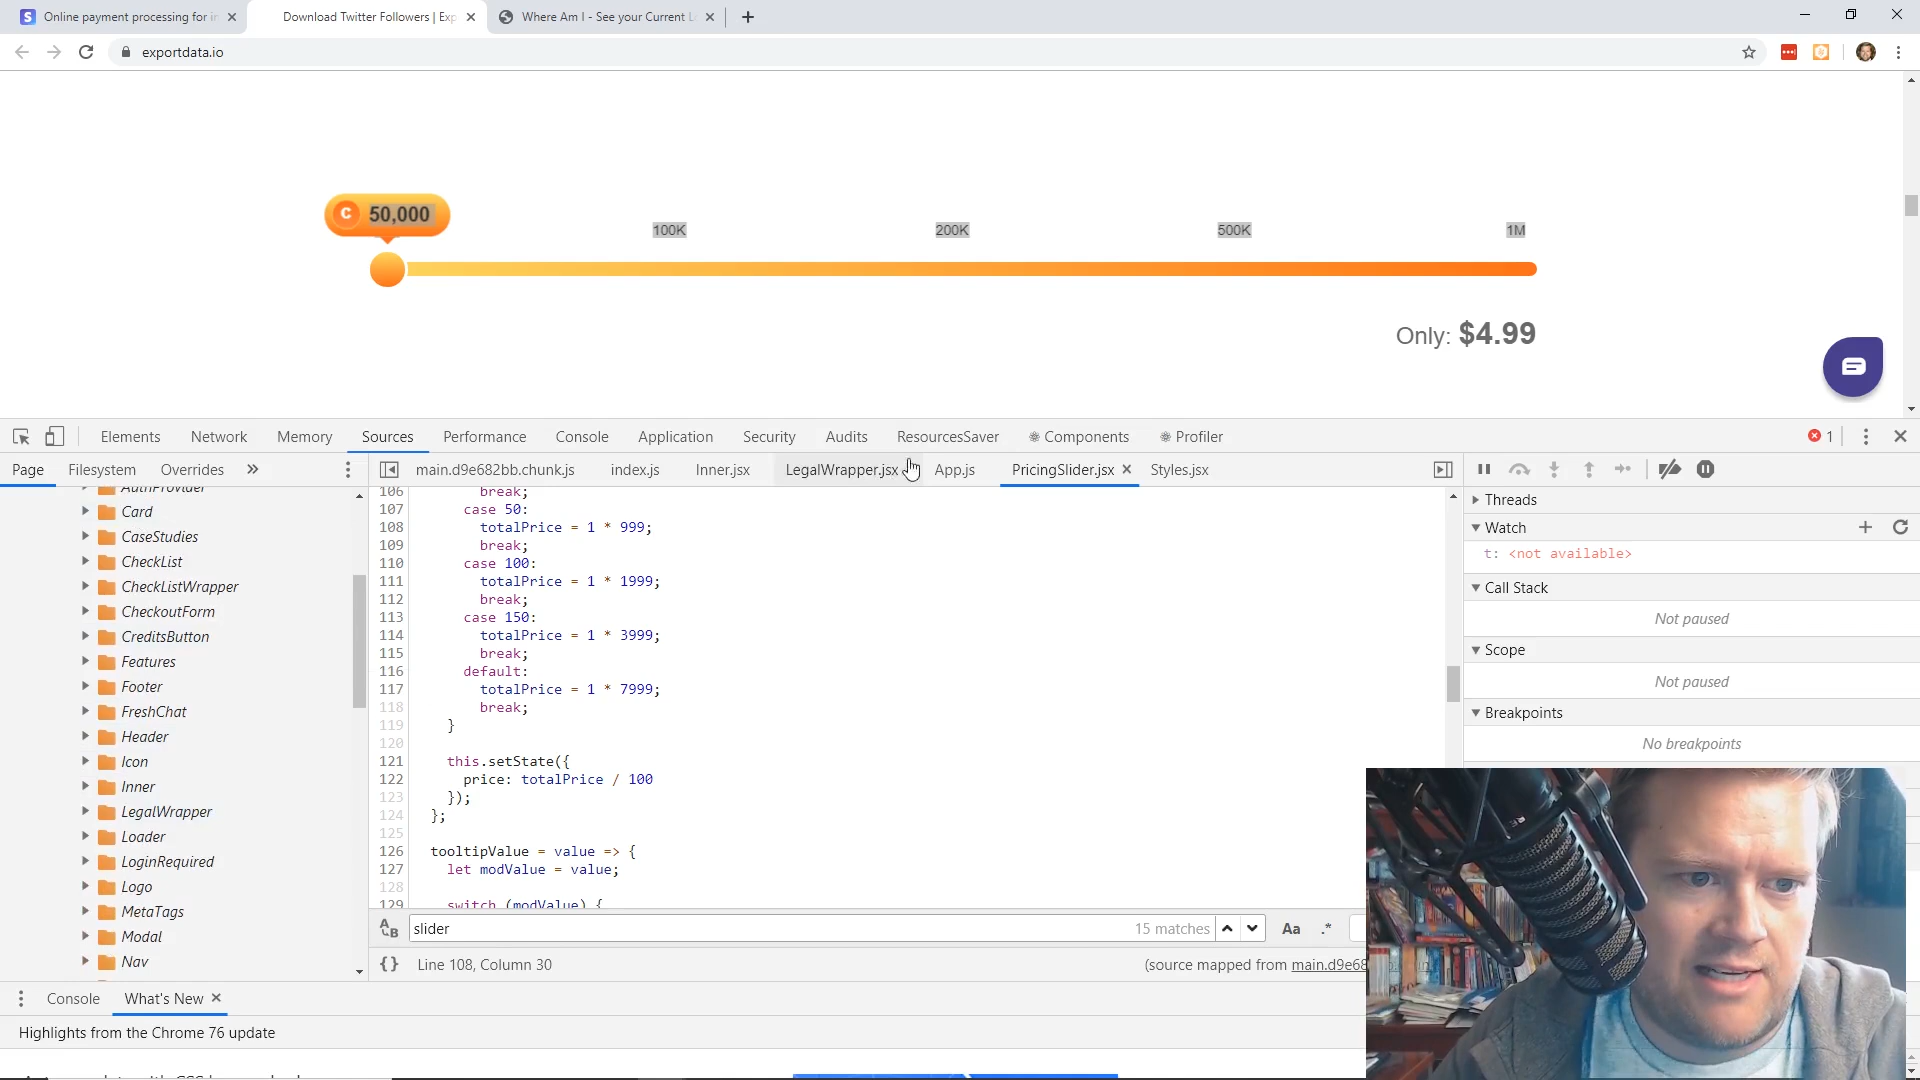 Online payment processing for in
Download Twitter Followers | Exp
Where Am I - See your Current L
exportdata.io
C 50,000
100K
200K
500K
1M
Only: $4.99
Elements
Network
Memory
Sources
Performance
Console
Application
Security
Audits
ResourcesSaver
Components
Profiler
1
Page
Filesystem
Overrides
»
main.d9e682bb.chunk.js
index.js
Inner.jsx
LegalWrapper.jsx
App.js
PricingSlider.jsx
Styles.jsx
AuthProvider
Card
CaseStudies
CheckList
CheckListWrapper
CheckoutForm
CreditsButton
Features
Footer
FreshChat
Header
Icon
Inner
LegalWrapper
Loader
LoginRequired
Logo
MetaTags
Modal
Nav
106 break;
107 case 50:
108 totalPrice = 1 * 999;
109 break;
110 case 100:
111 totalPrice = 1 * 1999;
112 break;
113 case 150:
114 totalPrice = 1 * 3999;
115 break;
116 default:
117 totalPrice = 1 * 7999;
118 break;
119 }
120
121 this.setState({
122 price: totalPrice / 100
123 });
124 };
125
126 tooltipValue = value => {
127 let modValue = value;
128
129 switch (modValue) {
slider
15 matches
Aa
.*
{} Line 108, Column 30
(source mapped from main.d9e68
Threads
Watch
t: <not available>
Call Stack
Not paused
Scope
Not paused
Breakpoints
No breakpoints
Console
What's New
Highlights from the Chrome 76 update